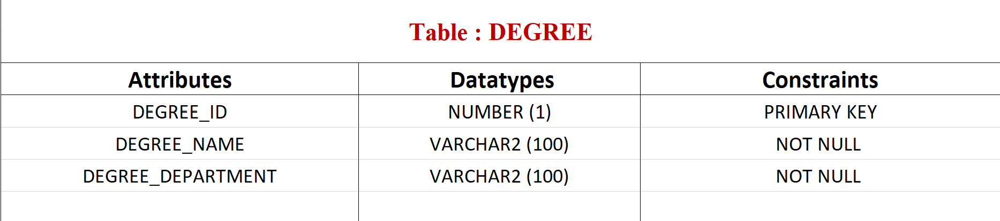 Table : DEGREE
Attributes Datatypes Constraints
DEGREE_ID NUMBER (1) PRIMARY KEY
DEGREE_NAME VARCHAR2 (100) NOT NULL
DEGREE_DEPARTMENT VARCHAR2 (100) NOT NULL